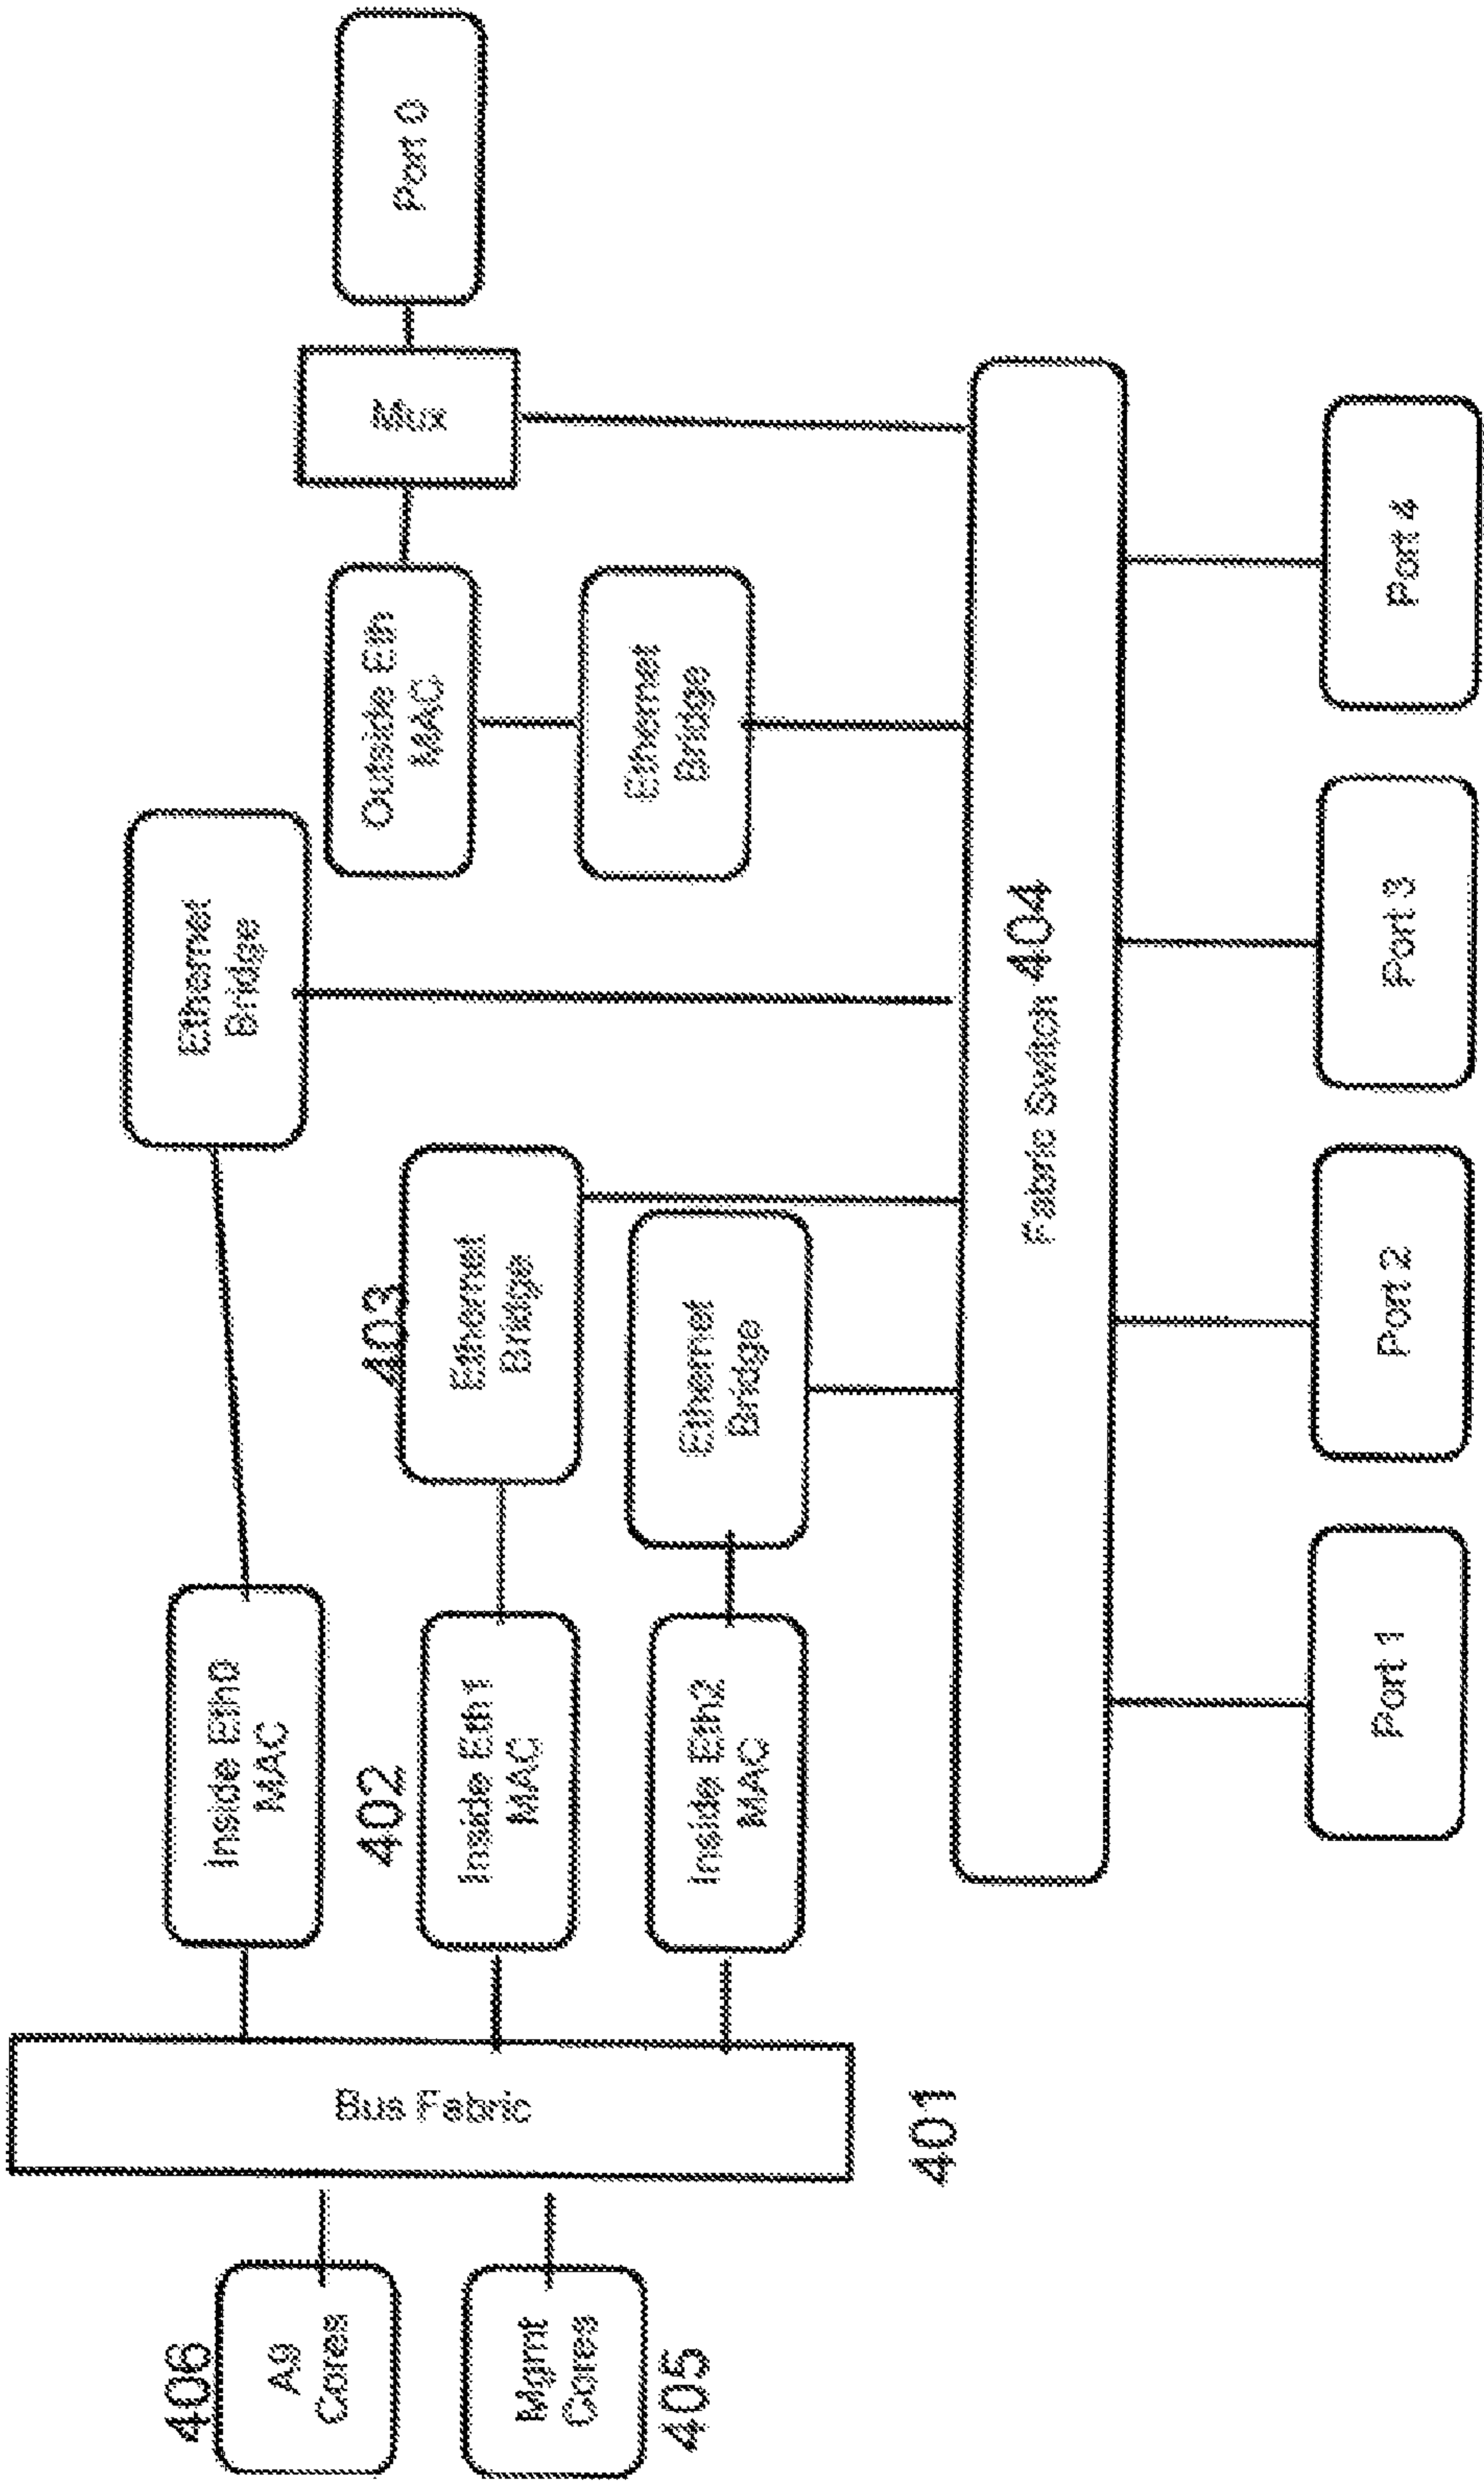 406
A9
Cores
Mgmt
Cores
405
Bus Fabric
401
Inside Eth0
MAC
402
Inside Eth1
MAC
Inside Eth2
MAC
Ethernet
Bridge
403
Ethernet
Bridge
Ethernet
Bridge
Outside Eth
MAC
Ethernet
Bridge
Mux
Port 0
Fabric Switch 404
Port 1
Port 2
Port 3
Port 4